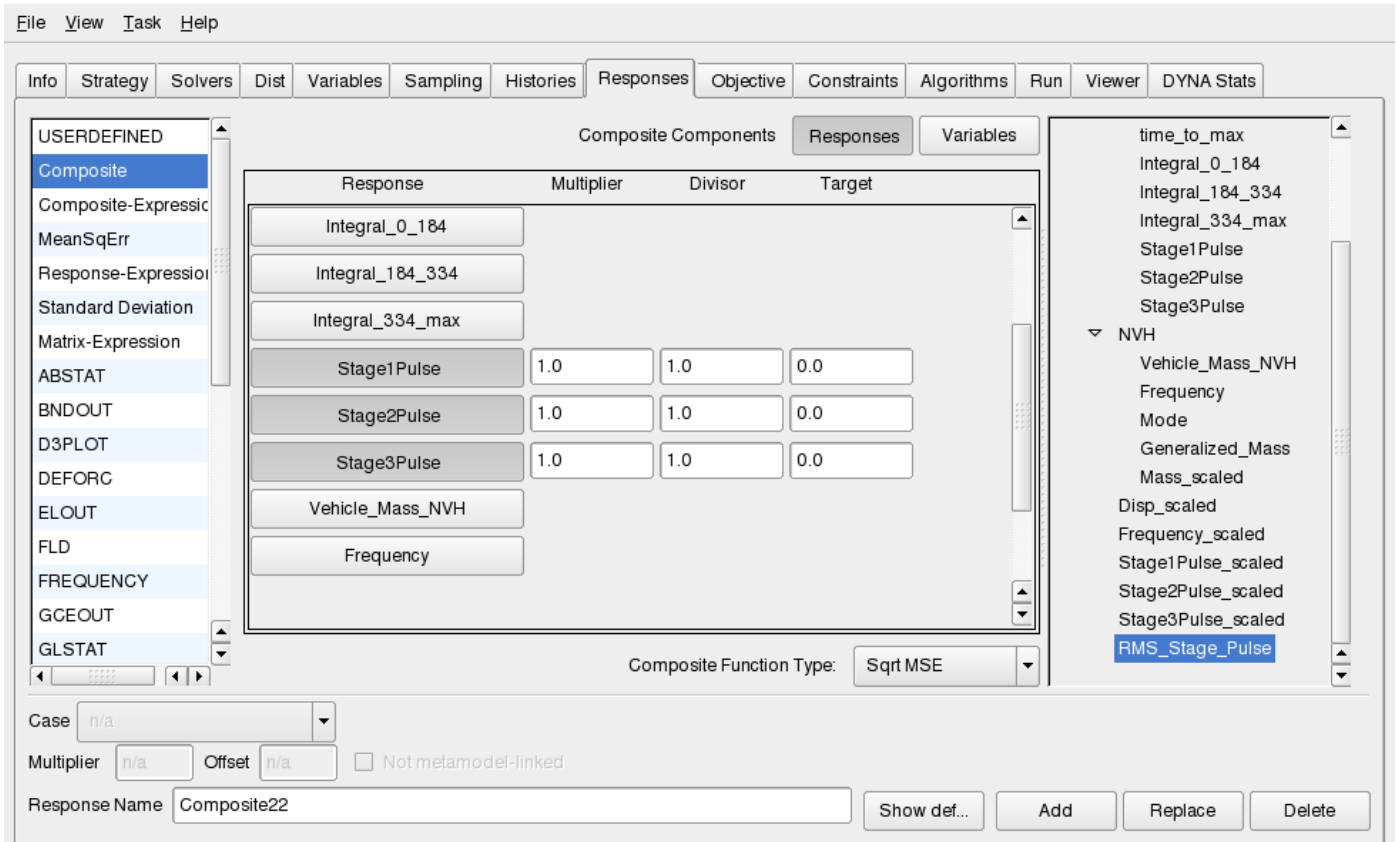 File View Task Help
Info Strategy Solvers Dist Variables Sampling Histories Responses Objective Constraints Algorithms Run Viewer DYNA Stats
USERDEFINED
Composite
Composite-Expressic
MeanSqErr
Response-Expression
Standard Deviation
Matrix-Expression
ABSTAT
BNDOUT
D3PLOT
DEFORC
ELOUT
FLD
FREQUENCY
GCEOUT
GLSTAT
Composite Components Responses Variables
Response Multiplier Divisor Target
Integral_0_184
Integral_184_334
Integral_334_max
Stage1Pulse 1.0 1.0 0.0
Stage2Pulse 1.0 1.0 0.0
Stage3Pulse 1.0 1.0 0.0
Vehicle_Mass_NVH
Frequency
Composite Function Type: Sqrt MSE
time_to_max
Integral_0_184
Integral_184_334
Integral_334_max
Stage1Pulse
Stage2Pulse
Stage3Pulse
NVH
Vehicle_Mass_NVH
Frequency
Mode
Generalized_Mass
Mass_scaled
Disp_scaled
Frequency_scaled
Stage1Pulse_scaled
Stage2Pulse_scaled
Stage3Pulse_scaled
RMS_Stage_Pulse
Case n/a
Multiplier n/a Offset n/a Not metamodel-linked
Response Name Composite22 Show def... Add Replace Delete